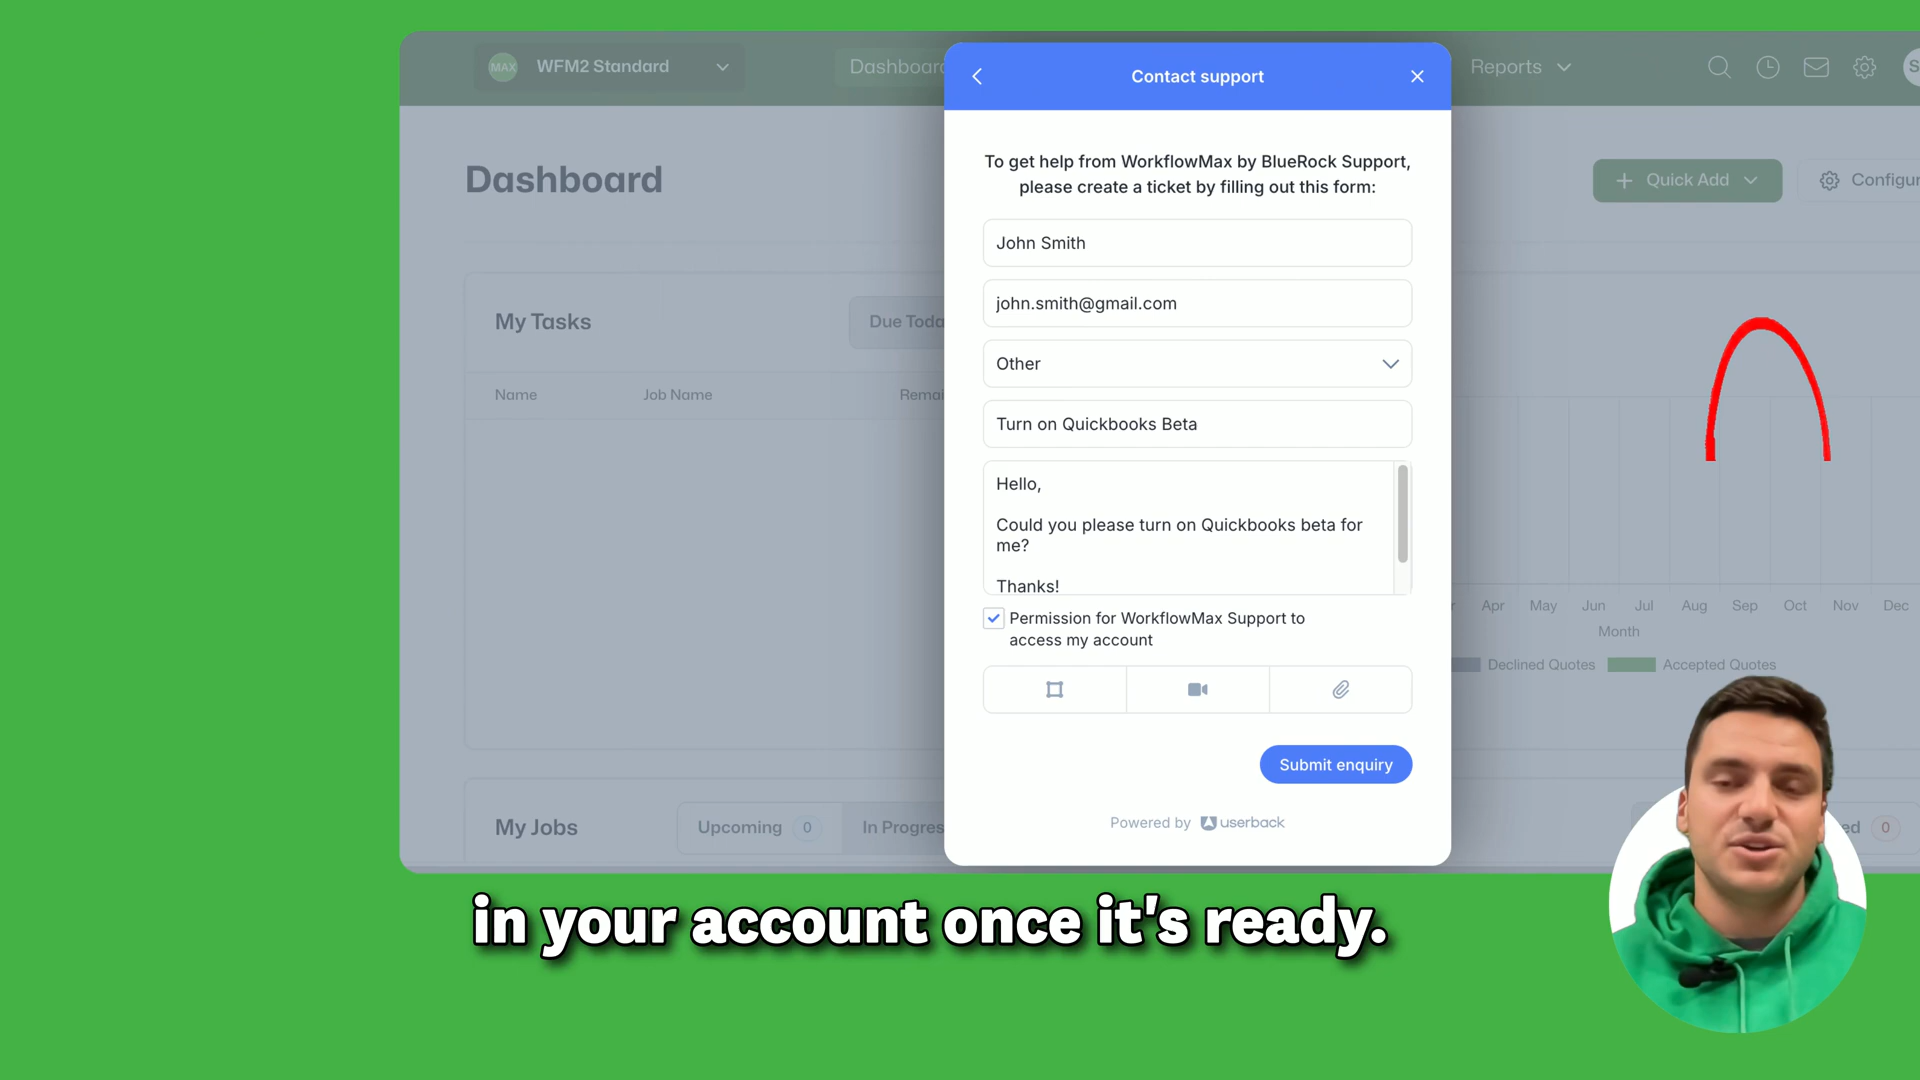 MAX WFM2 Standard
Dashboard
Reports
S
Dashboard
Quick Add
Configur
My Tasks
Due Toda
Name
Job Name
Remai
Contact support
To get help from WorkflowMax by BlueRock Support,
please create a ticket by filling out this form:
John Smith
john.smith@gmail.com
Other
Turn on Quickbooks Beta
Hello,
Could you please turn on Quickbooks beta for
me?
Thanks!
Permission for WorkflowMax Support to
access my account
Submit enquiry
Powered by userback
r Apr May Jun Jul Aug Sep Oct Nov Dec
Month
Declined Quotes Accepted Quotes
My Jobs
Upcoming 0
In Progres
ed 0
in your account once it's ready.